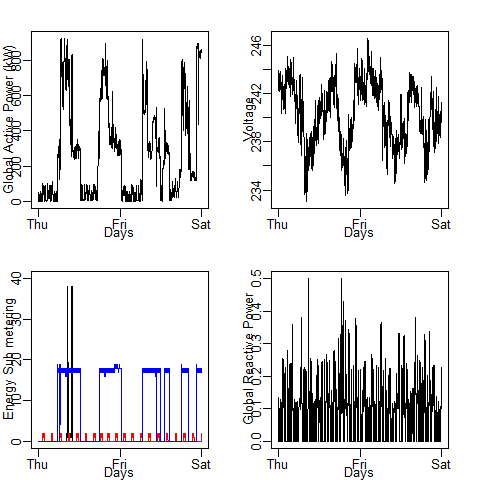 Global Active Power (kW)
0 200 400 600 800
Thu Fri Sat
Days
Voltage
234 238 242 246
Thu Fri Sat
Days
Energy Sub metering
0 10 20 30 40
Thu Fri Sat
Days
Global Reactive Power
0.0 0.1 0.2 0.3 0.4 0.5
Thu Fri Sat
Days